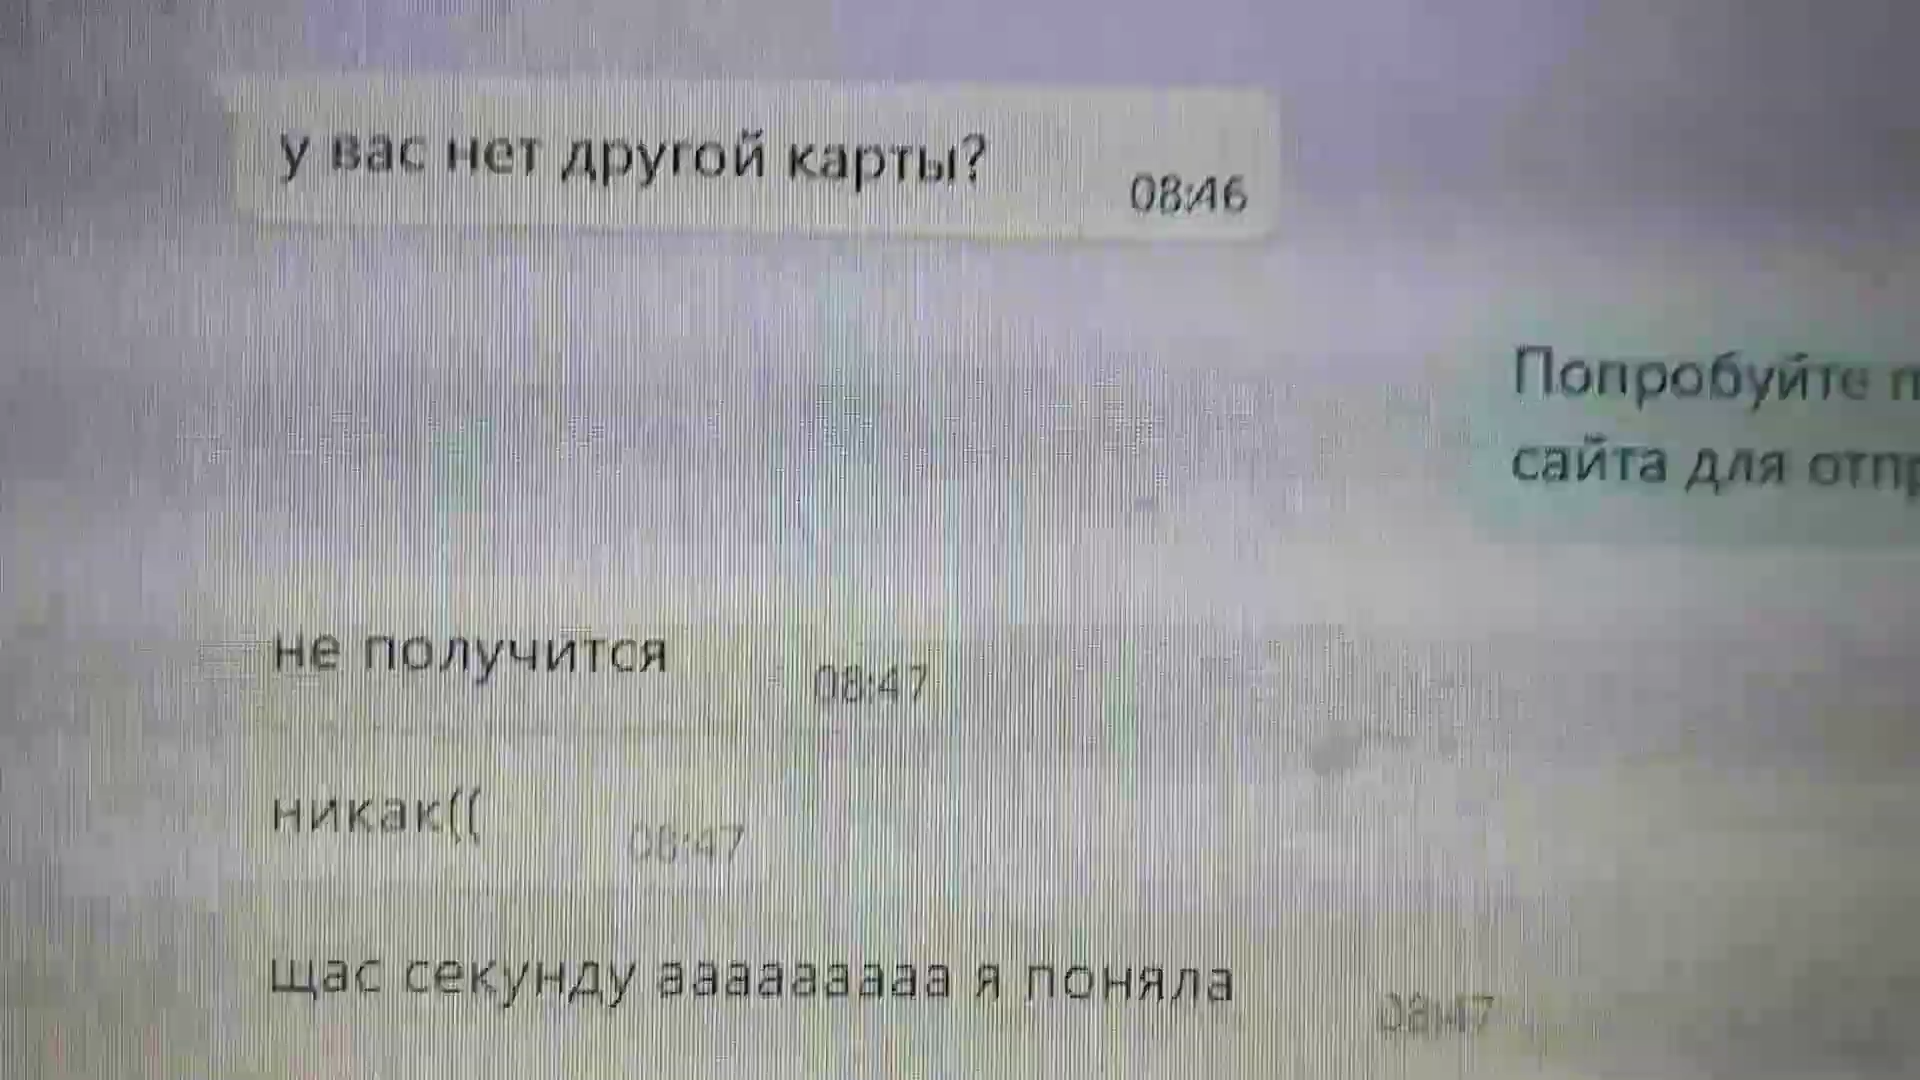 у вас нет другой карты?
08:46
Попробуйте
сайта для
не получится
08:47
никак((
08:47
щас секунду ааааааааа я поняла
08:47